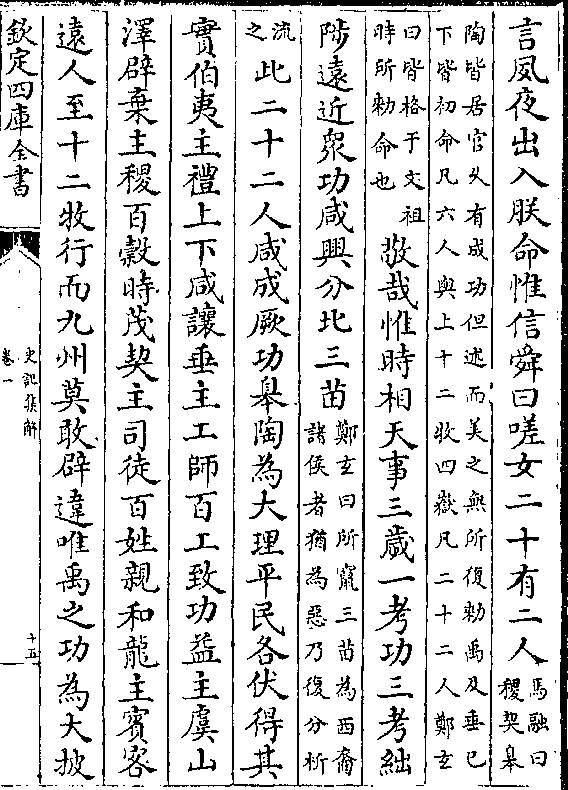 言夙夜出入朕命惟信舜曰嗟女二十有二人馬融曰稷契皋
陶皆居官久有成功但述而美之無所復勑禹及垂已下皆初命凡六人與上十二牧四嶽凡二十二人鄭玄
曰皆格于文祖時所勑命也敬哉惟時相天事三歲一考功三考絀
陟遠近衆功咸興分北三苗鄭玄曰所竄三苗為西裔諸侯者猶為惡乃復分析
流之此二十二人咸成厥功皋陶為大理平民各伏得其
實伯夷主禮上下咸讓垂主工師百工致功益主虞山
澤辟棄主稷百穀時茂契主司徒百姓親和龍主賓客
遠人至十二牧行而九州莫敢辟違唯禹之功為大披
欽定四庫全書
史記集解
卷一
十五